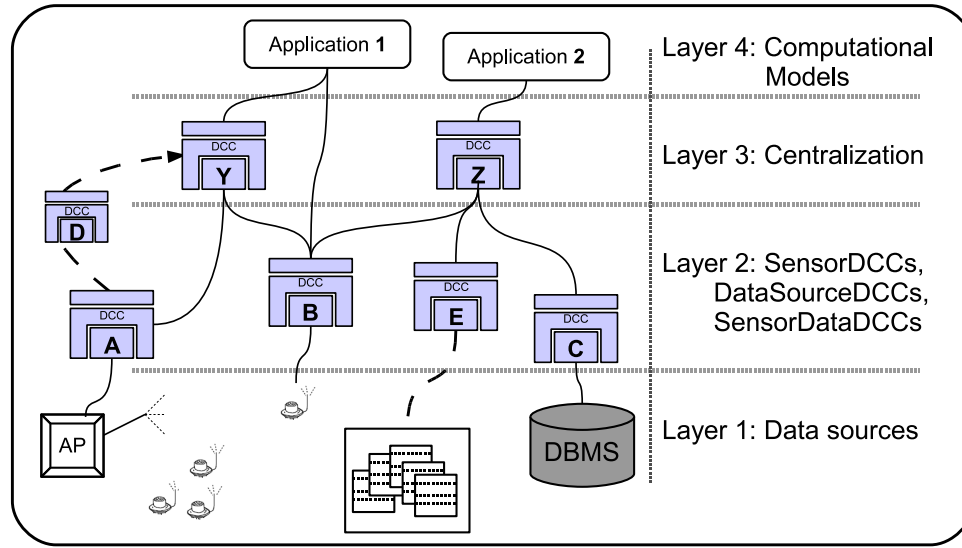 Application 1
Application 2
Layer 4: Computational
Models
DCC
Y
DCC
Z
Layer 3: Centralization
DCC
D
DCC
A
DCC
B
DCC
E
DCC
C
Layer 2: SensorDCCs,
DataSourceDCCs,
SensorDataDCCs
AP
DBMS
Layer 1: Data sources